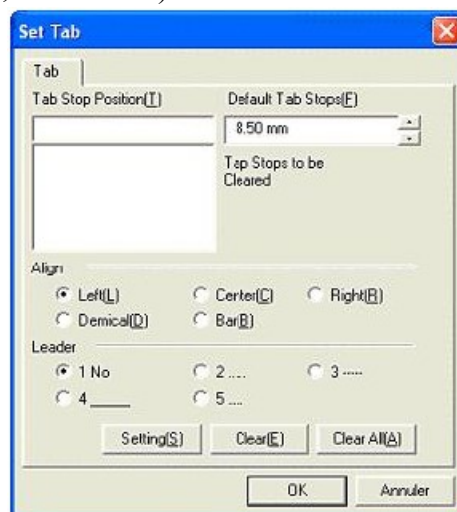 Set Tab
Tab
Tab Stop Position(T)
Default Tab Stops(F)
8.50 mm
Tap Stops to be
Cleared
Align
Left(L)
Center(C)
Right(R)
Demical(D)
Bar(B)
Leader
1 No
2 .....
3 -----
4 _____
5 ....
Setting(S)
Clear(E)
Clear All(A)
OK
Annuler